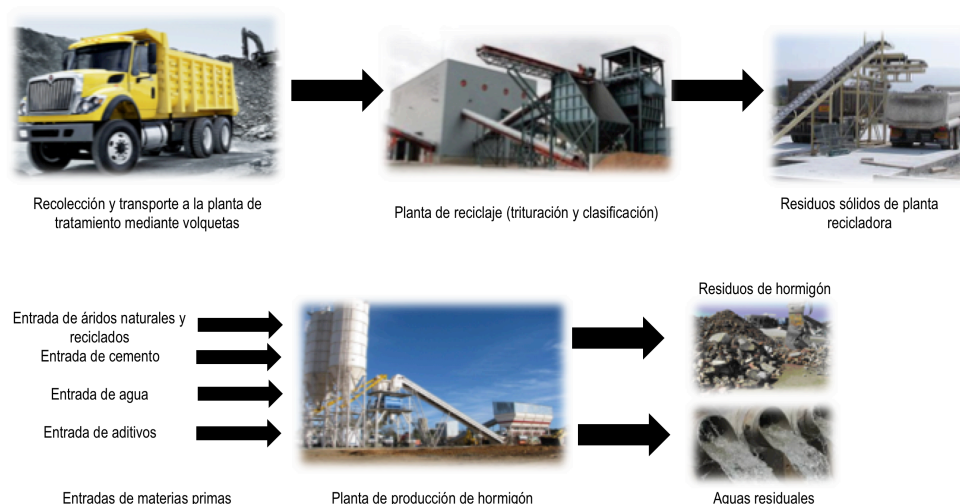 Recolección y transporte a la planta de
tratamiento mediante volquetas
Planta de reciclaje (trituración y clasificación)
Residuos sólidos de planta
recicladora
Residuos de hormigón
Entrada de áridos naturales y
reciclados
Entrada de cemento
Entrada de agua
Entrada de aditivos
Entradas de materias primas
Planta de producción de hormigón
Aguas residuales